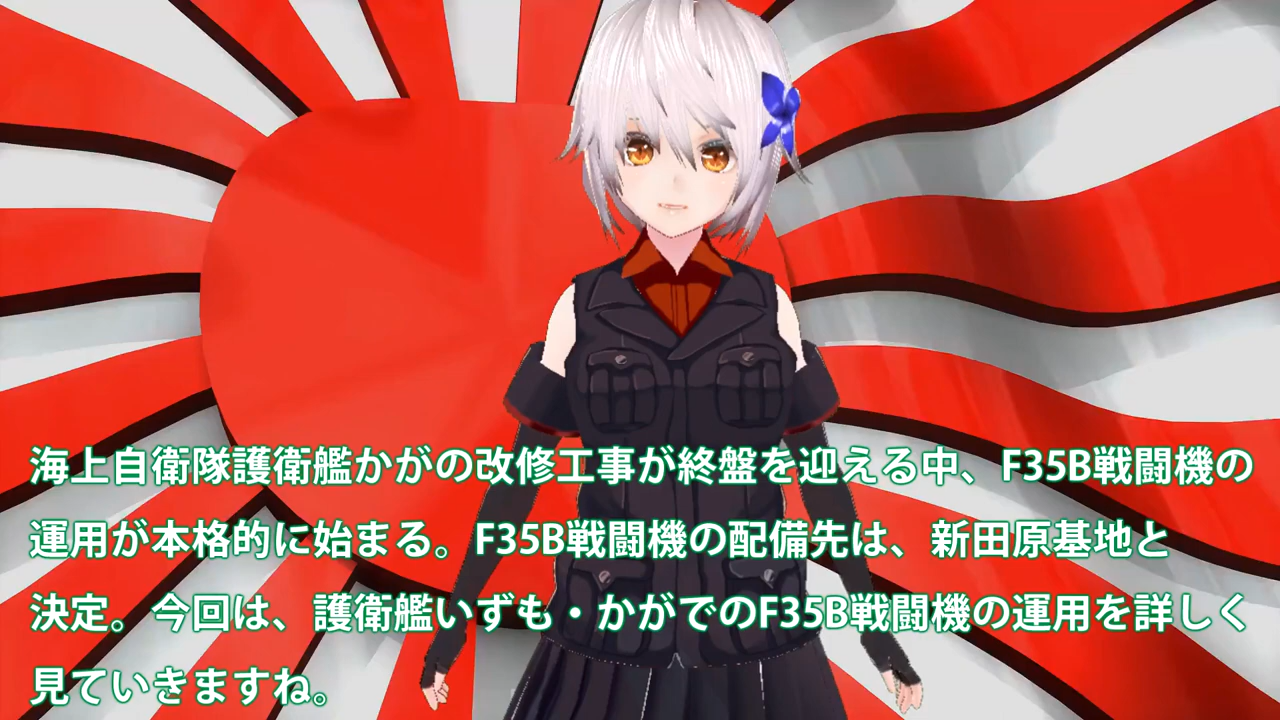 海上自衛隊護衛艦かがの改修工事が終盤を迎える中、F35B戦闘機の
運用が本格的に始まる。F35B戦闘機の配備先は、新田原基地と
決定。今回は、護衛艦いずも・かがでのF35B戦闘機の運用を詳しく
見ていきますね。